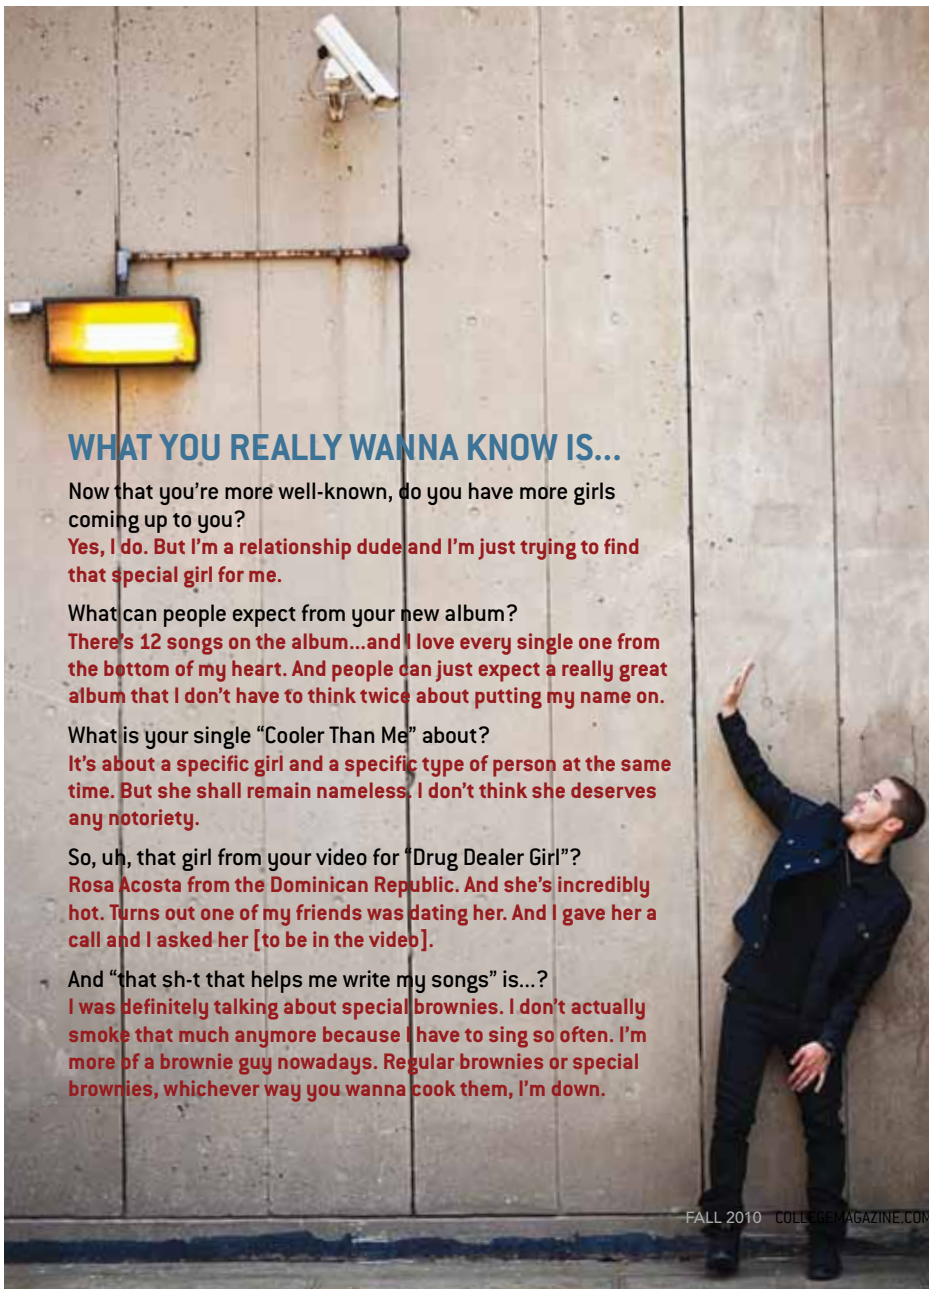 WHAT YOU REALLY WANNA KNOW IS...
Now that you're more well-known, do you have more girls
coming up to you?
Yes, I do. But I'm a relationship dude and I'm just trying to find
that special girl for me.
What can people expect from your new album?
There's 12 songs on the album...and I love every single one from
the bottom of my heart. And people can just expect a really great
album that I don't have to think twice about putting my name on.
What is your single “Cooler Than Me” about?
It's about a specific girl and a specific type of person at the same
time. But she shall remain nameless. I don't think she deserves
any notoriety.
So, uh, that girl from your video for “Drug Dealer Girl”?
Rosa Acosta from the Dominican Republic. And she's incredibly
hot. Turns out one of my friends was dating her. And I gave her a
call and I asked her [to be in the video].
And “that sh-t that helps me write my songs” is...?
I was definitely talking about special brownies. I don't actually
smoke that much anymore because I have to sing so often. I'm
more of a brownie guy nowadays. Regular brownies or special
brownies, whichever way you wanna cook them, I'm down.
FALL 2010 COLLEGEMAGAZINE.COM